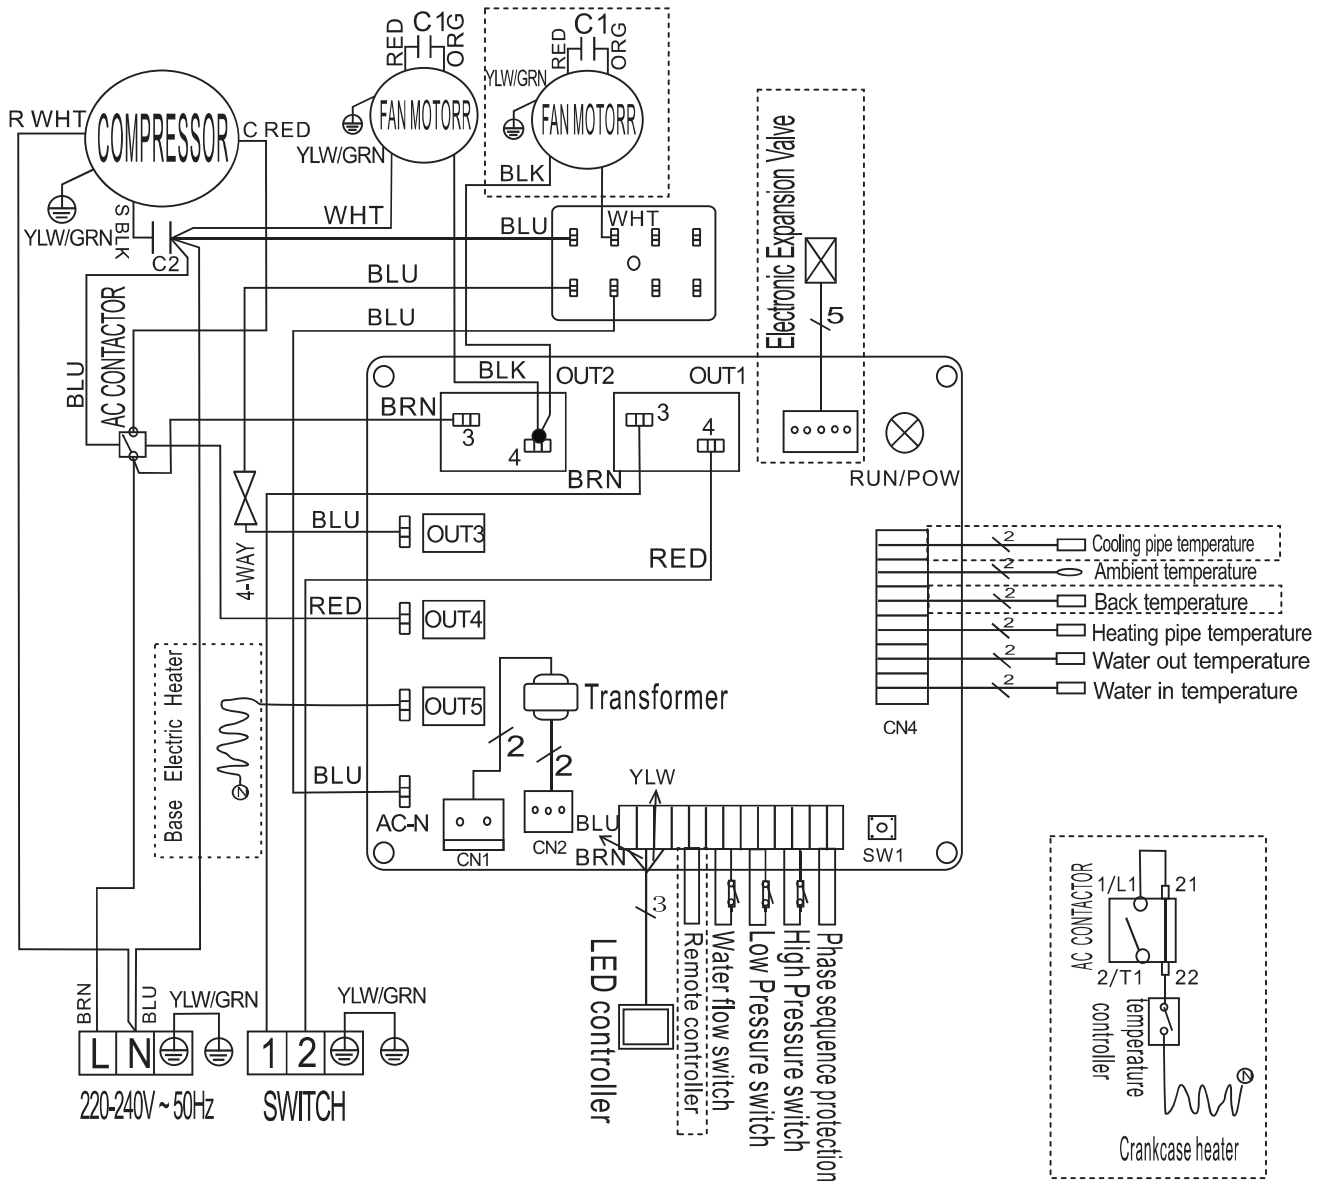 C1
RED
ORG
C1
RED
ORG
YLW/GRN
FAN MOTORR
FAN MOTORR
R WHT
COMPRESSOR
C RED
YLW/GRN
BLK
WHT
S BLK
YLW/GRN
C2
BLU
WHT
BLU
BLU
Electronic Expansion Valve
5
AC CONTACTOR
BLU
BLK
OUT2
OUT1
BRN
3
4
3
4
BRN
RUN/POW
BLU
OUT3
4-WAY
RED
RED
OUT4
2
Cooling pipe temperature
2
Ambient temperature
2
Back temperature
2
Heating pipe temperature
2
Water out temperature
2
Water in temperature
CN4
Base Electric Heater
OUT5
Transformer
2
2
BLU
AC-N
CN1
CN2
YLW
BLU
BRN
SW1
3
LED controller
Remote controller
Water flow switch
Low Pressure switch
High Pressure switch
Phase sequence protection
AC CONTACTOR
1/L1
21
2/T1
22
temperature
controller
Crankcase heater
BRN
BLU
YLW/GRN
YLW/GRN
L N
1 2
220-240V ~ 50Hz
SWITCH